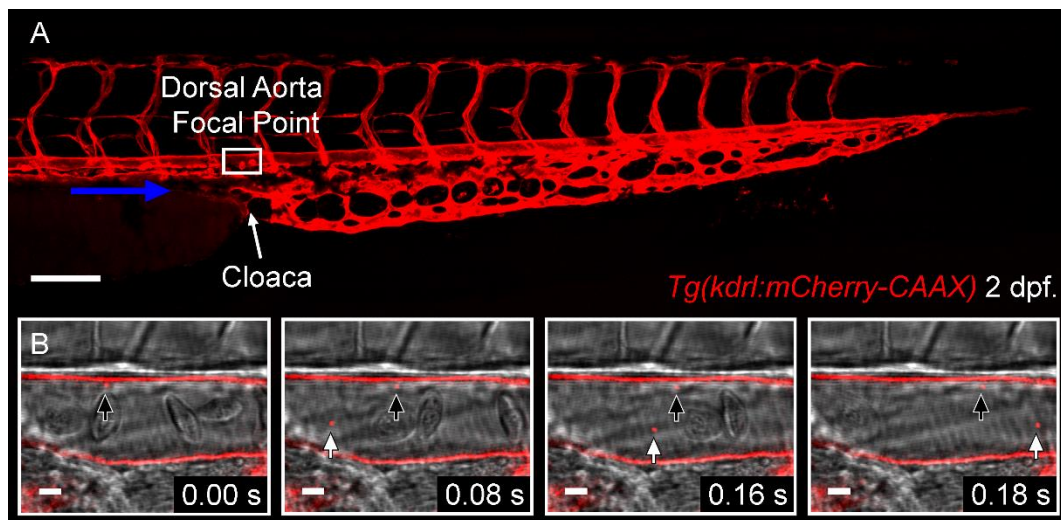 A
Dorsal Aorta
Focal Point
Cloaca
Tg(kdrl:mCherry-CAAX) 2 dpf.
B
0.00 s
0.08 s
0.16 s
0.18 s